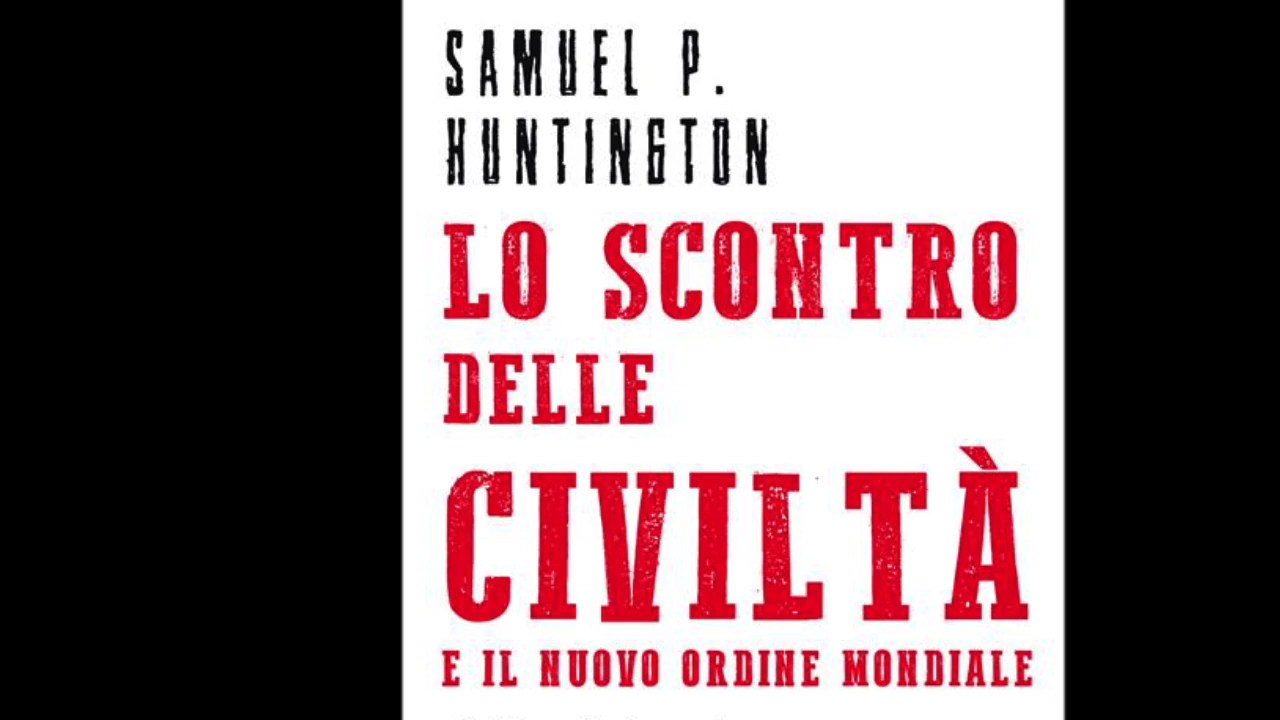 SAMUEL P.
HUNTINGTON
LO SCONTRO
DELLE
CIVILTÀ
E IL NUOVO ORDINE MONDIALE